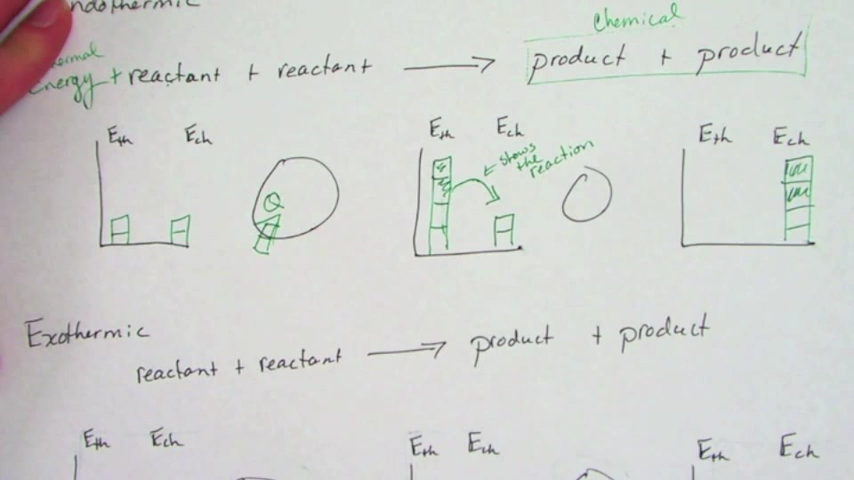 ndothermic
Chemical
hermal
Energy + reactant + reactant → product + product
Eth Ech
Eth Ech
Eth Ech
shows
the
reaction
Q
Exothermic
reactant + reactant → product + product
Eth Ech
Eth Ech
Eth Ech